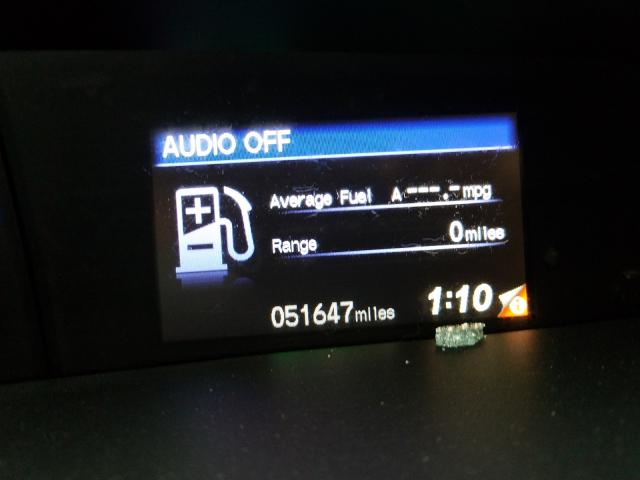 AUDIO OFF
Average Fuel A ---.- mpg
Range 0 miles
051647 miles 1:10